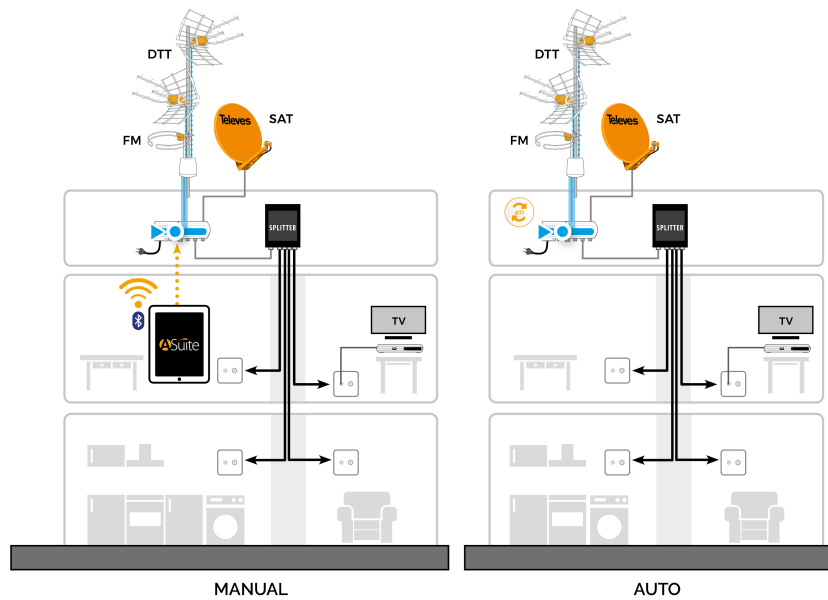 DTT
FM
Televes
SAT
SPLITTER
ASuite
TV
MANUAL
DTT
FM
Televes
SAT
SPLITTER
TV
AUTO